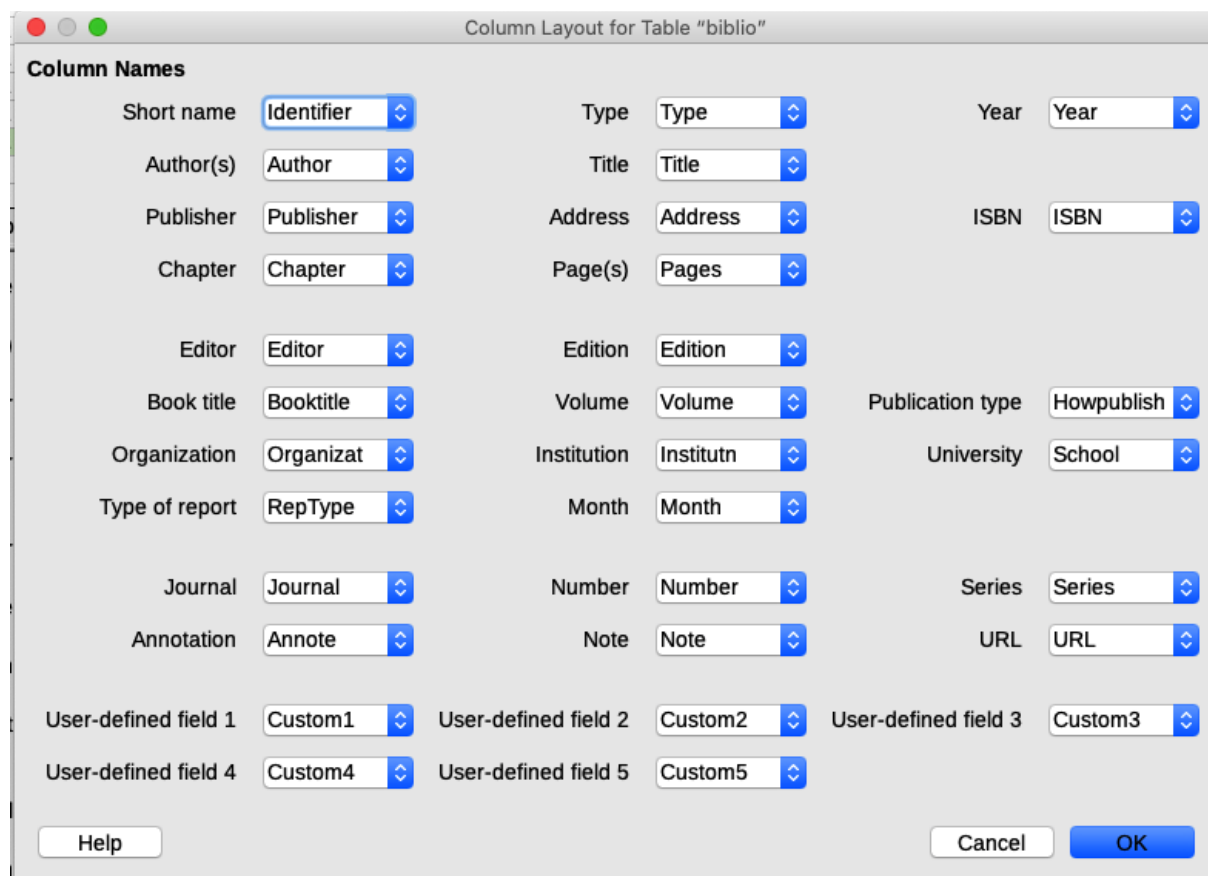 Column Layout for Table “biblio”
Column Names
Short name Identifier Type Type Year Year
Author(s) Author Title Title
Publisher Publisher Address Address ISBN ISBN
Chapter Chapter Page(s) Pages
Editor Editor Edition Edition
Book title Booktitle Volume Volume Publication type Howpublish
Organization Organizat Institution Institutn University School
Type of report RepType Month Month
Journal Journal Number Number Series Series
Annotation Annote Note Note URL URL
User-defined field 1 Custom1 User-defined field 2 Custom2 User-defined field 3 Custom3
User-defined field 4 Custom4 User-defined field 5 Custom5
Help Cancel OK